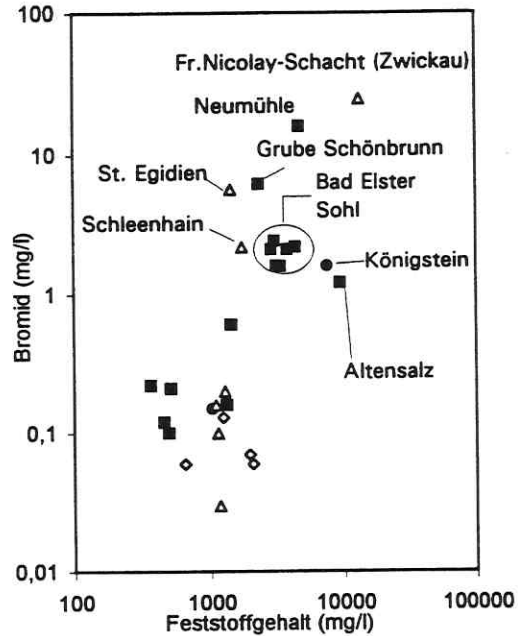 100
Fr.Nicolay-Schacht (Zwickau)
Neumühle
10
Grube Schönbrunn
St. Egidien
Bad Elster
Sohl
Schleenhain
Königstein
1
Altensalz
0,1
0,01
Bromid (mg/l)
100 1000 10000 100000
Feststoffgehalt (mg/l)